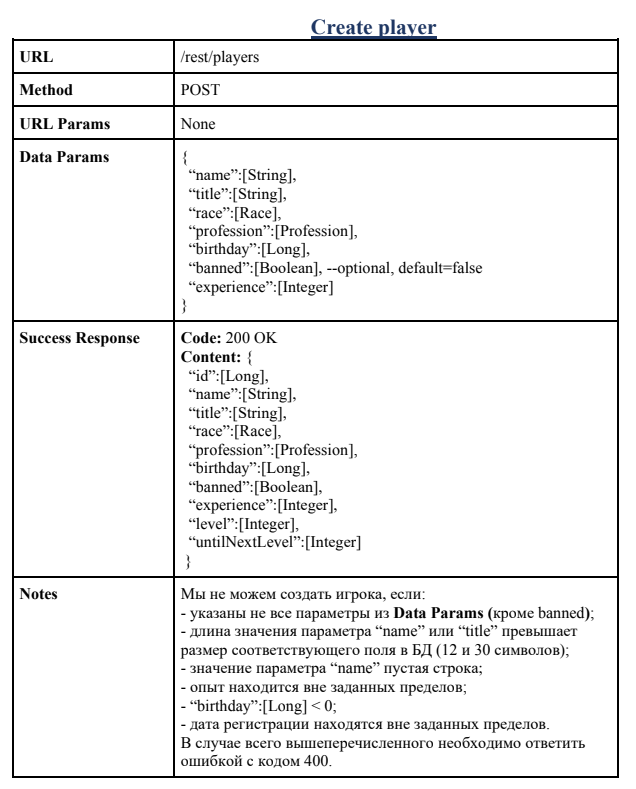 Create player
URL
/rest/players
Method
POST
URL Params
None
Data Params
{
“name”:[String],
“title”:[String],
“race”:[Race],
“profession”:[Profession],
“birthday”:[Long],
“banned”:[Boolean], --optional, default=false
“experience”:[Integer]
}
Success Response
Code: 200 OK
Content: {
“id”:[Long],
“name”:[String],
“title”:[String],
“race”:[Race],
“profession”:[Profession],
“birthday”:[Long],
“banned”:[Boolean],
“experience”:[Integer],
“level”:[Integer],
“untilNextLevel”:[Integer]
}
Notes
Мы не можем создать игрока, если:
- указаны не все параметры из Data Params (кроме banned);
- длина значения параметра “name” или “title” превышает
размер соответствующего поля в БД (12 и 30 символов);
- значение параметра “name” пустая строка;
- опыт находится вне заданных пределов;
- “birthday”:[Long] < 0;
- дата регистрации находятся вне заданных пределов.
В случае всего вышеперечисленного необходимо ответить
ошибкой с кодом 400.